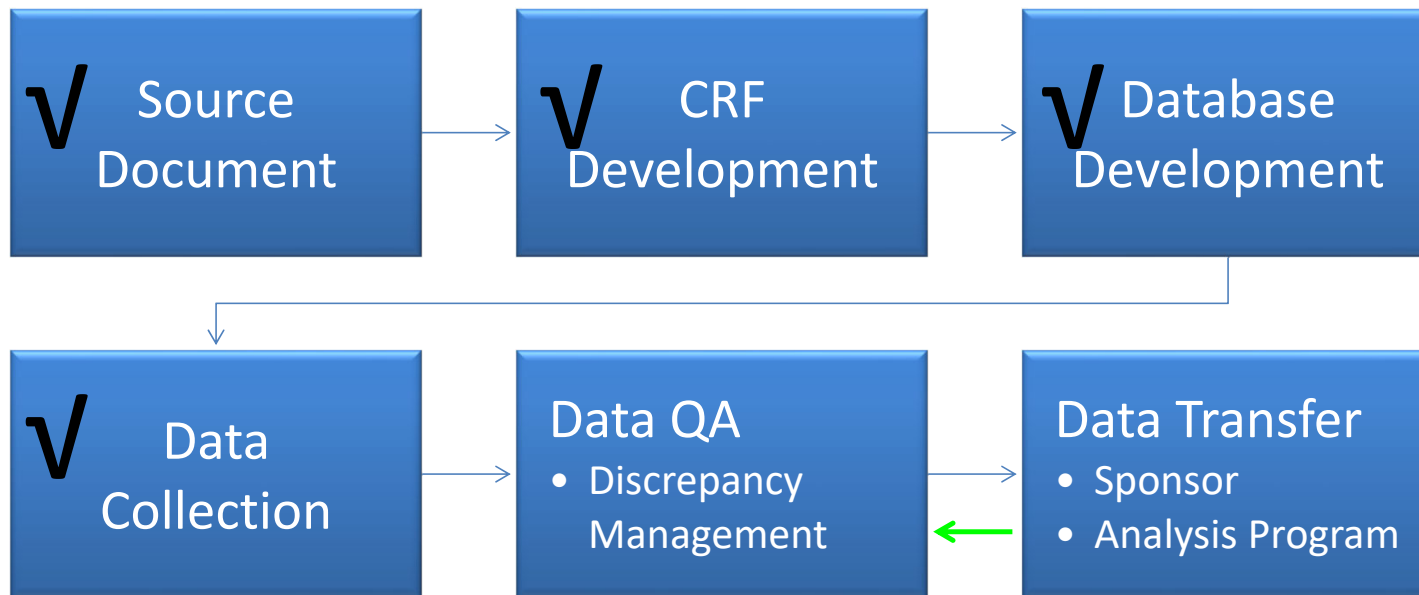 √ Source
Document
√ CRF
Development
√ Database
Development
√ Data
Collection
Data QA
• Discrepancy
Management
Data Transfer
• Sponsor
• Analysis Program